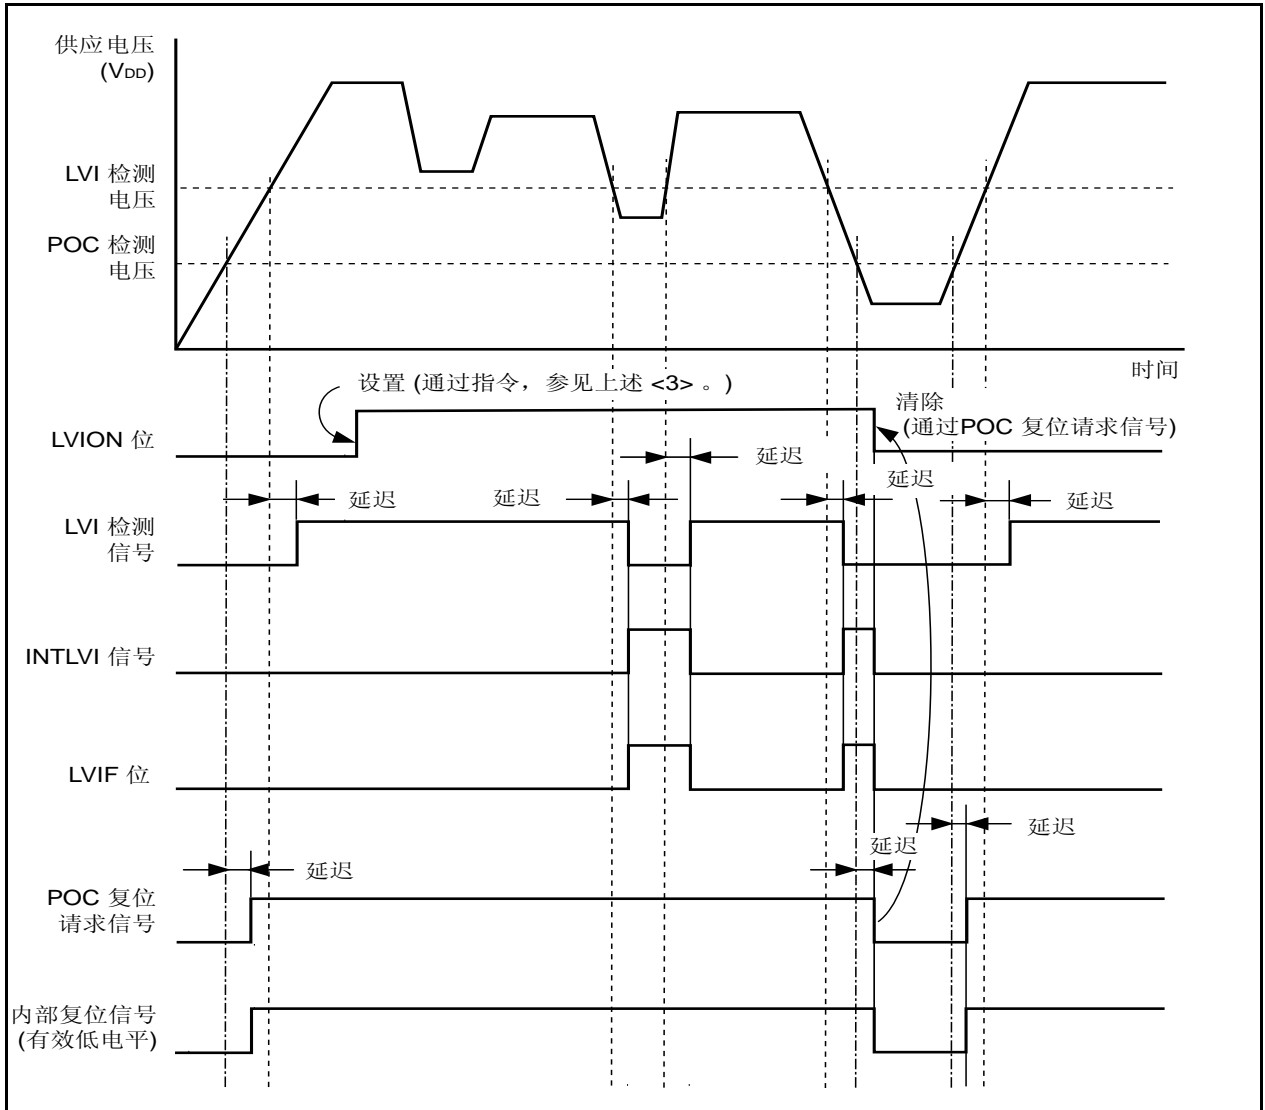 供应电压
(VDD)
LVI 检测
电压
POC 检测
电压
时间
设置 (通过指令，参见上述 <3> 。)
清除
(通过POC 复位请求信号)
LVION 位
延迟
延迟
延迟
延迟
延迟
LVI 检测
信号
INTLVI 信号
LVIF 位
延迟
延迟
延迟
POC 复位
请求信号
内部复位信号
(有效低电平)